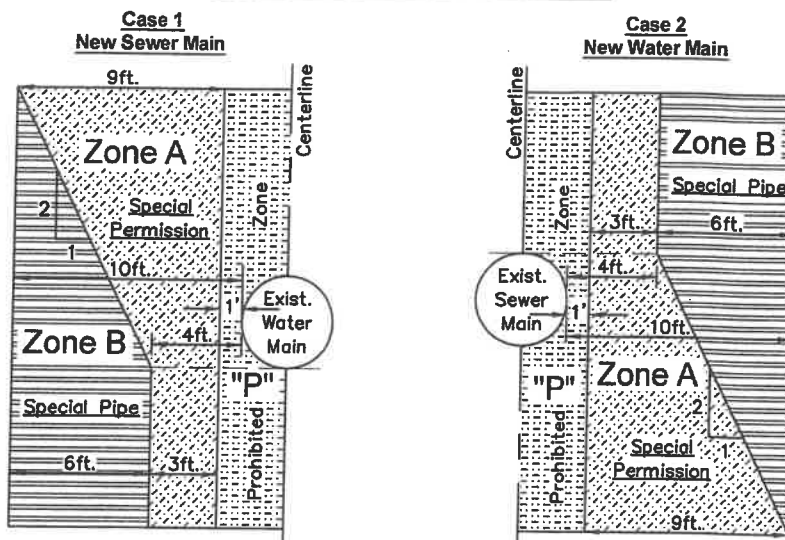 Case 1
New Sewer Main
9ft.
Centerline
Zone A
Zone
Special
Permission
2
1
10ft.
1'
Exist.
Water
Main
4ft.
Zone B
"P"
Special Pipe
Prohibited
6ft.
3ft.
Case 2
New Water Main
Centerline
Zone B
Zone
Special Pipe
3ft.
6ft.
4ft.
Exist.
Sewer
Main
1'
10ft.
Zone A
"P"
2
1'
Prohibited
Special
Permission
9ft.